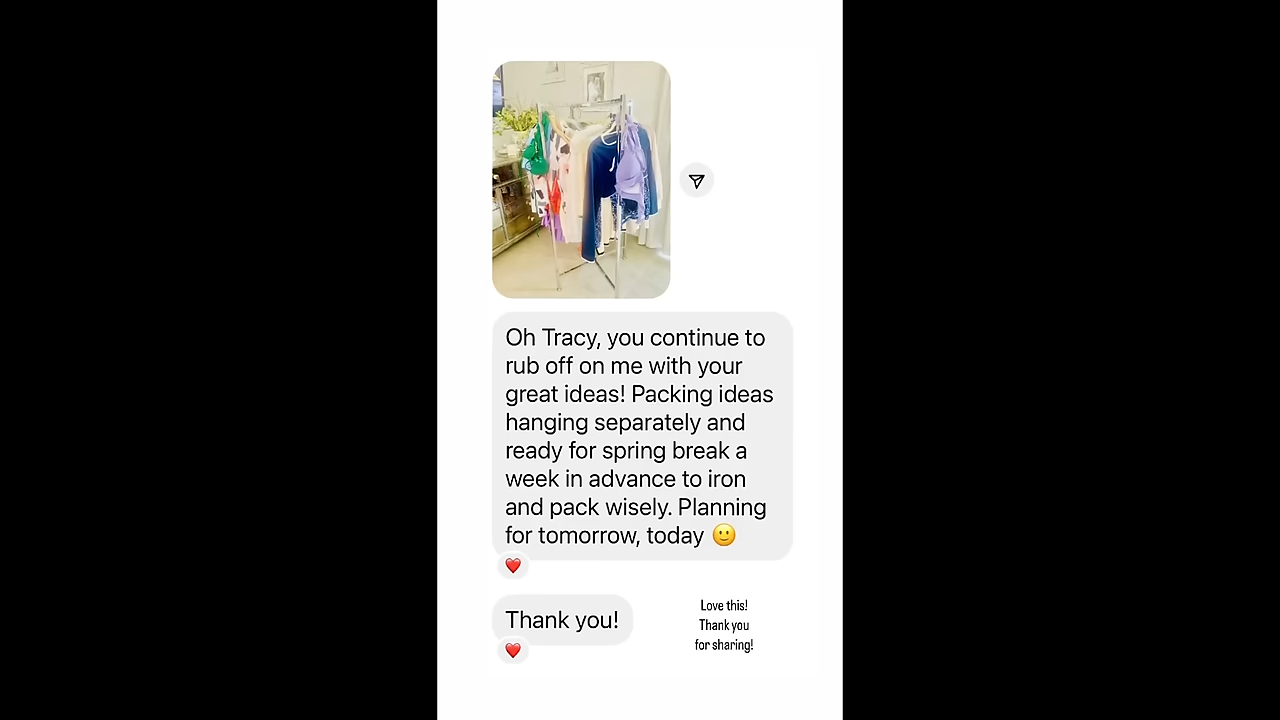 Oh Tracy, you continue to
rub off on me with your
great ideas! Packing ideas
hanging separately and
ready for spring break a
week in advance to iron
and pack wisely. Planning
for tomorrow, today 🙂
Thank you!
Love this!
Thank you
for sharing!